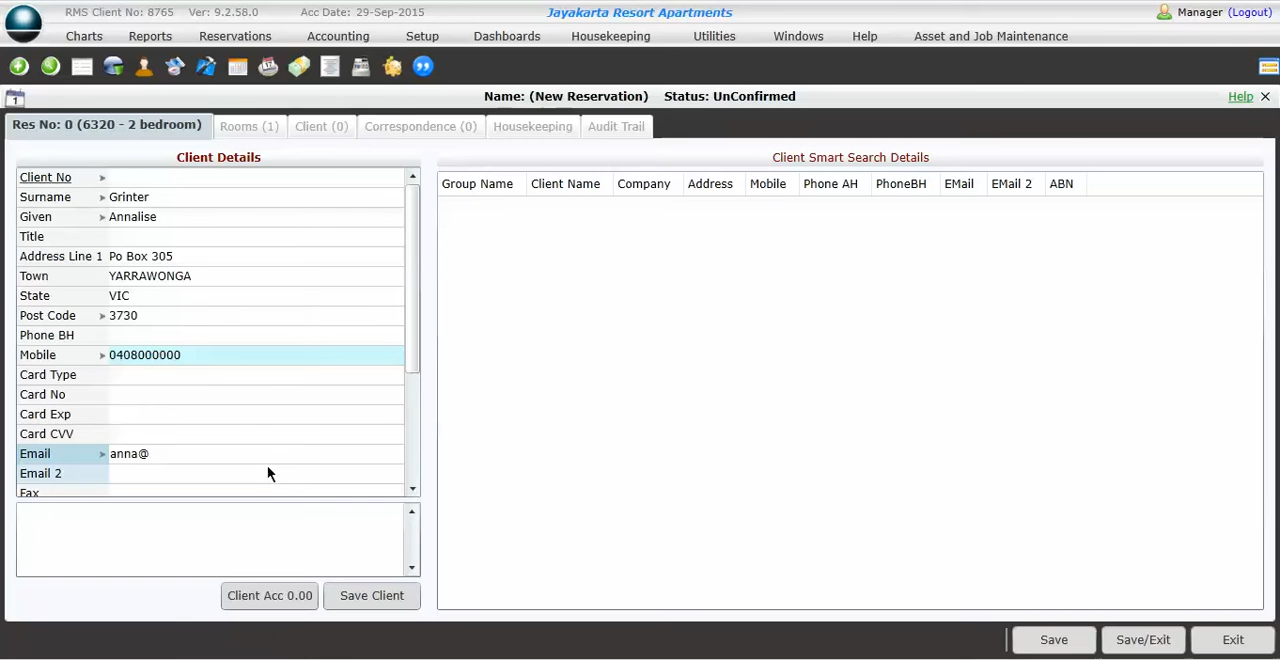 RMS Client No: 8765 Ver: 9.2.58.0 Acc Date: 29-Sep-2015 Jayakarta Resort Apartments Manager (Logout)
Charts Reports Reservations Accounting Setup Dashboards Housekeeping Utilities Windows Help Asset and Job Maintenance
1 Name: (New Reservation) Status: UnConfirmed Help
Res No: 0 (6320 - 2 bedroom) Rooms (1) Client (0) Correspondence (0) Housekeeping Audit Trail
Client Details Client Smart Search Details
Group Name Client Name Company Address Mobile Phone AH PhoneBH EMail EMail 2 ABN
Client No
Surname Grinter
Given Annalise
Title
Address Line 1 Po Box 305
Town YARRAWONGA
State VIC
Post Code 3730
Phone BH
Mobile 0408000000
Card Type
Card No
Card Exp
Card CVV
Email anna@
Email 2
Fax
Client Acc 0.00 Save Client
Save Save/Exit Exit